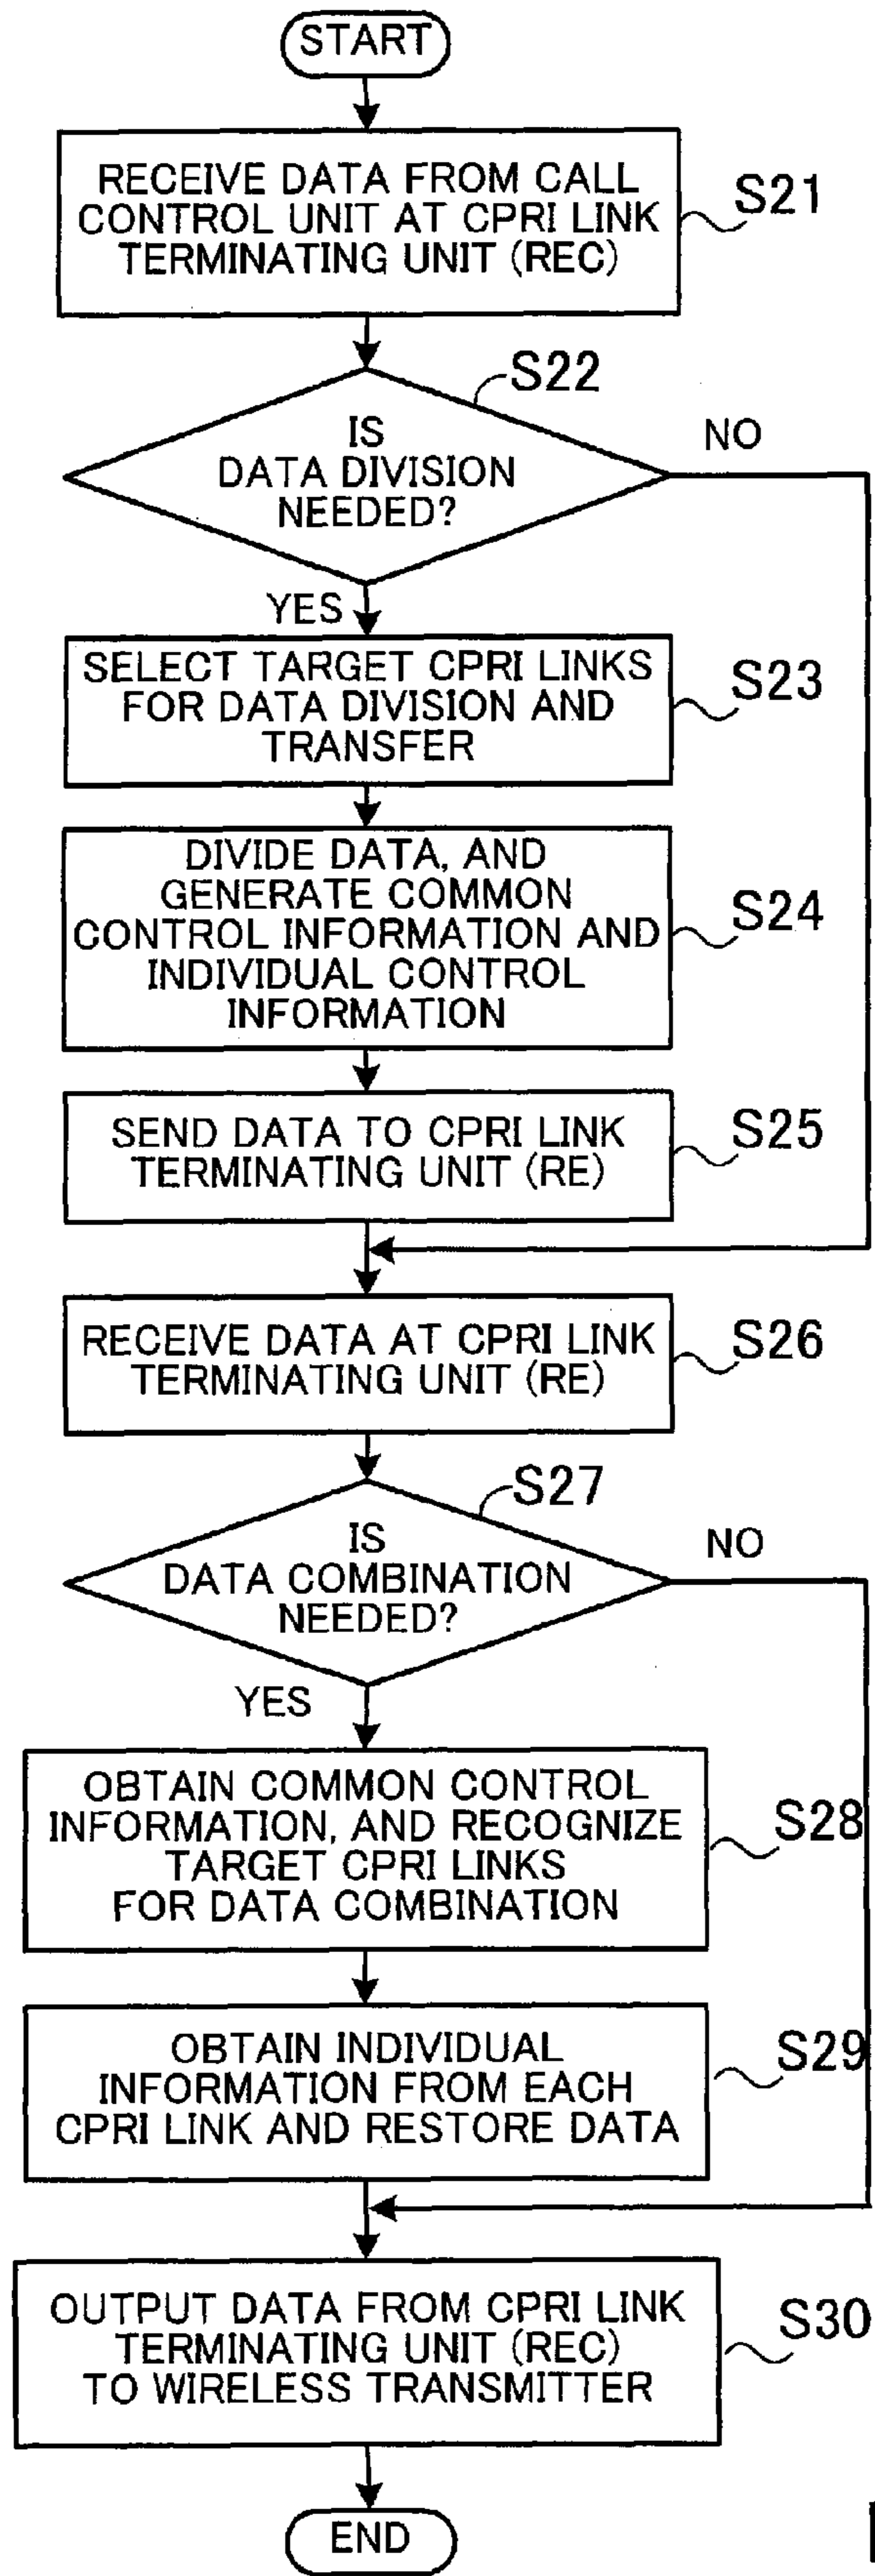 START
RECEIVE DATA FROM CALL
CONTROL UNIT AT CPRI LINK
TERMINATING UNIT (REC)
S21
S22
IS
DATA DIVISION
NEEDED?
NO
YES
SELECT TARGET CPRI LINKS
FOR DATA DIVISION AND
TRANSFER
S23
DIVIDE DATA, AND
GENERATE COMMON
CONTROL INFORMATION AND
INDIVIDUAL CONTROL
INFORMATION
S24
SEND DATA TO CPRI LINK
TERMINATING UNIT (RE)
S25
RECEIVE DATA AT CPRI LINK
TERMINATING UNIT (RE)
S26
S27
IS
DATA COMBINATION
NEEDED?
NO
YES
OBTAIN COMMON CONTROL
INFORMATION, AND RECOGNIZE
TARGET CPRI LINKS
FOR DATA COMBINATION
S28
OBTAIN INDIVIDUAL
INFORMATION FROM EACH
CPRI LINK AND RESTORE DATA
S29
OUTPUT DATA FROM CPRI LINK
TERMINATING UNIT (REC)
TO WIRELESS TRANSMITTER
S30
END